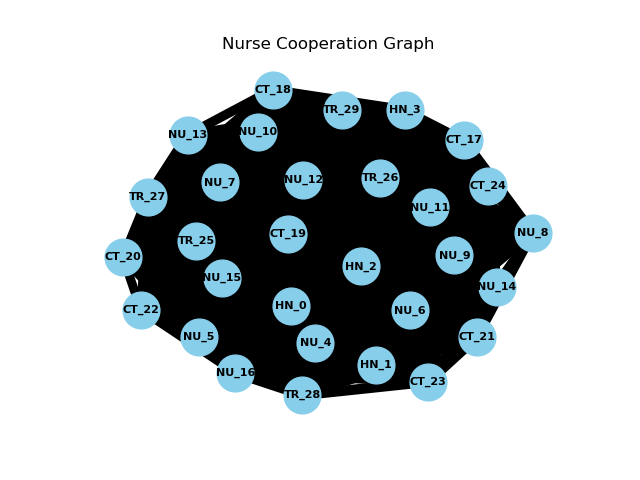 Nurse Cooperation Graph
CT_18
TR_29
HN_3
NU_13
NU_10
CT_17
NU_7
NU_12
TR_26
CT_24
TR_27
NU_11
CT_19
NU_8
TR_25
CT_20
NU_9
HN_2
NU_15
NU_14
CT_22
HN_0
NU_6
NU_5
NU_4
CT_21
NU_16
HN_1
CT_23
TR_28